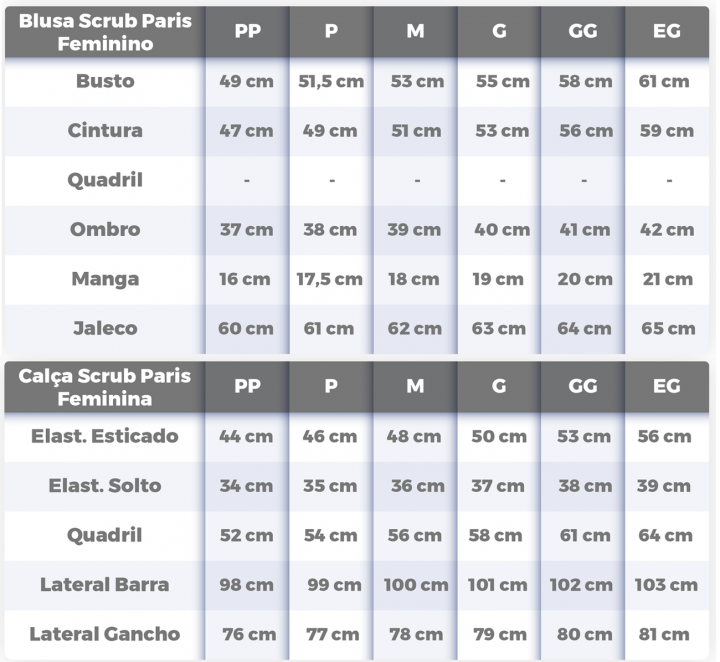 Blusa Scrub Paris Feminino PP P M G GG EG
Busto 49 cm 51,5 cm 53 cm 55 cm 58 cm 61 cm
Cintura 47 cm 49 cm 51 cm 53 cm 56 cm 59 cm
Quadril - - - - - -
Ombro 37 cm 38 cm 39 cm 40 cm 41 cm 42 cm
Manga 16 cm 17,5 cm 18 cm 19 cm 20 cm 21 cm
Jaleco 60 cm 61 cm 62 cm 63 cm 64 cm 65 cm
Calça Scrub Paris Feminina PP P M G GG EG
Elast. Esticado 44 cm 46 cm 48 cm 50 cm 53 cm 56 cm
Elast. Solto 34 cm 35 cm 36 cm 37 cm 38 cm 39 cm
Quadril 52 cm 54 cm 56 cm 58 cm 61 cm 64 cm
Lateral Barra 98 cm 99 cm 100 cm 101 cm 102 cm 103 cm
Lateral Gancho 76 cm 77 cm 78 cm 79 cm 80 cm 81 cm